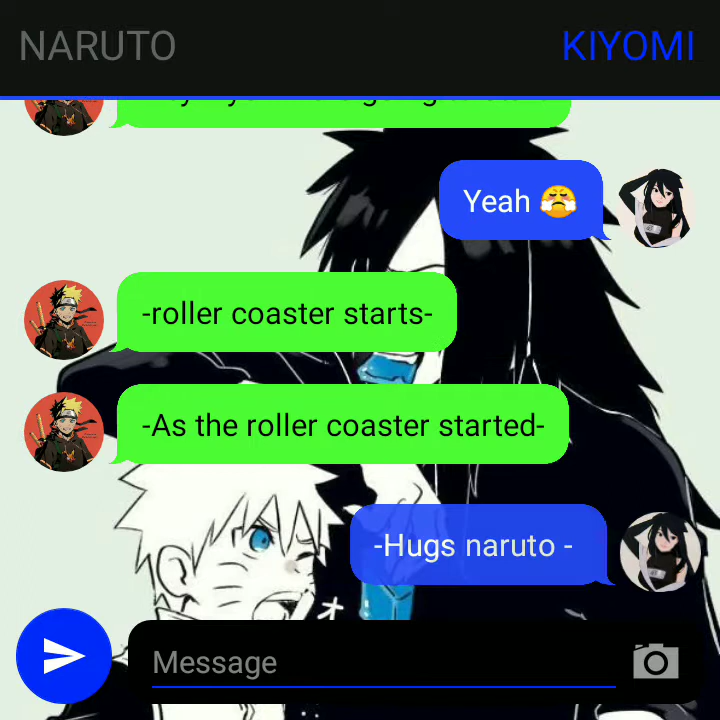 NARUTO
KIYOMI
Yeah 😤
-roller coaster starts-
-As the roller coaster started-
-Hugs naruto -
Message